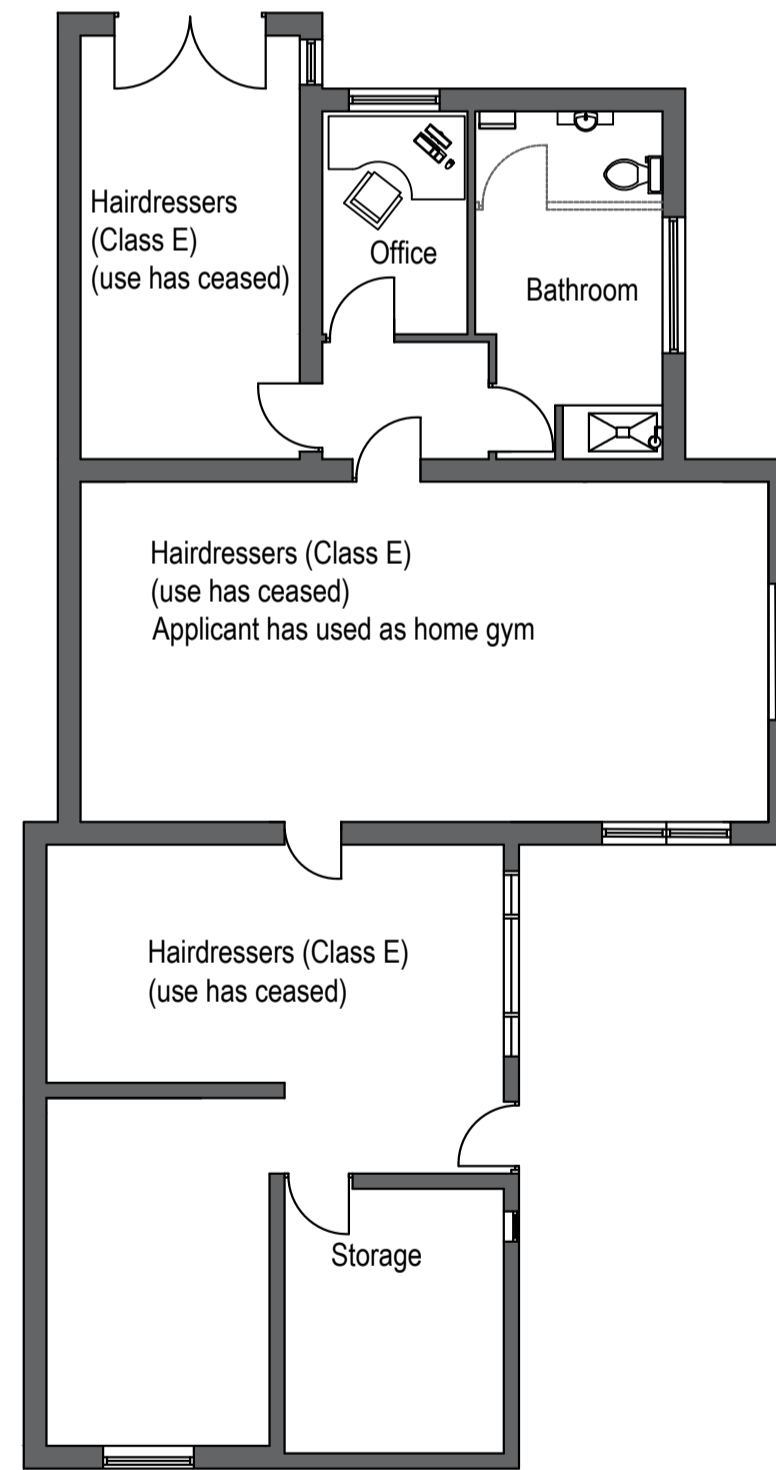 Hairdressers
(Class E)
(use has ceased)
Office
Bathroom
Hairdressers (Class E)
(use has ceased)
Applicant has used as home gym
Hairdressers (Class E)
(use has ceased)
Storage